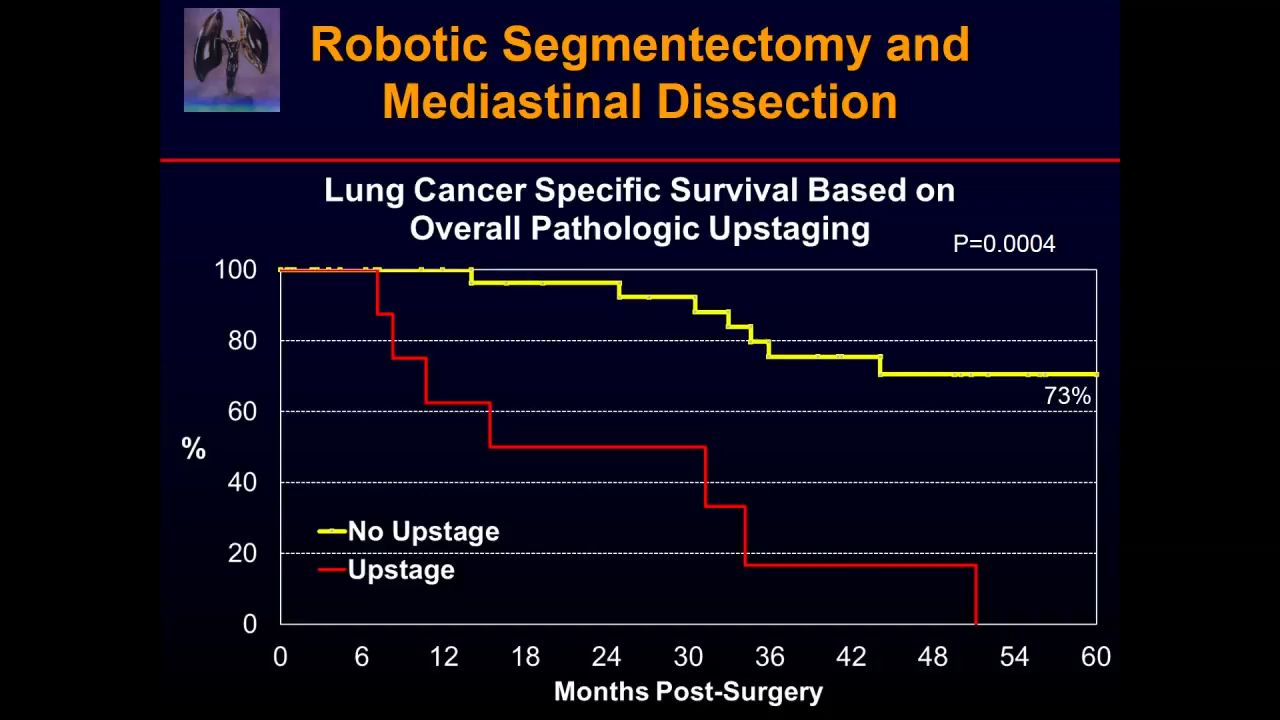 Robotic Segmentectomy and
Mediastinal Dissection
Lung Cancer Specific Survival Based on
Overall Pathologic Upstaging
P=0.0004
100
80
60
40
20
0
%
73%
No Upstage
Upstage
0 6 12 18 24 30 36 42 48 54 60
Months Post-Surgery